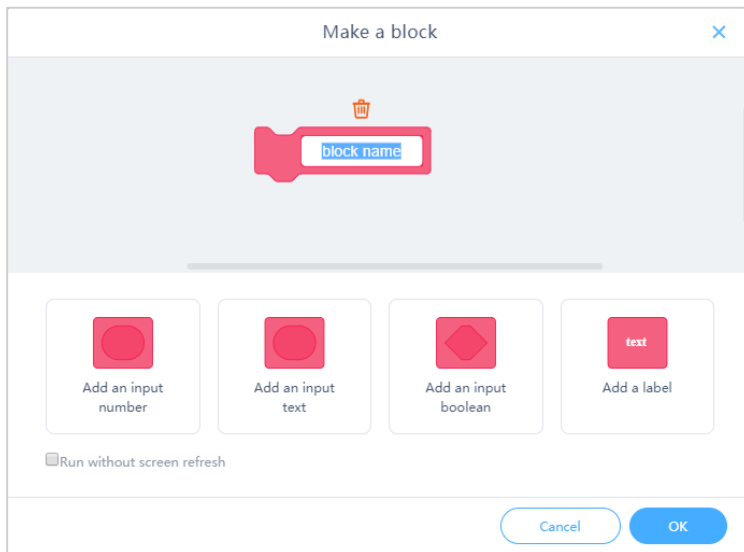 Make a block
block name
text
Add an input
number
Add an input
text
Add an input
boolean
Add a label
Run without screen refresh
Cancel
OK